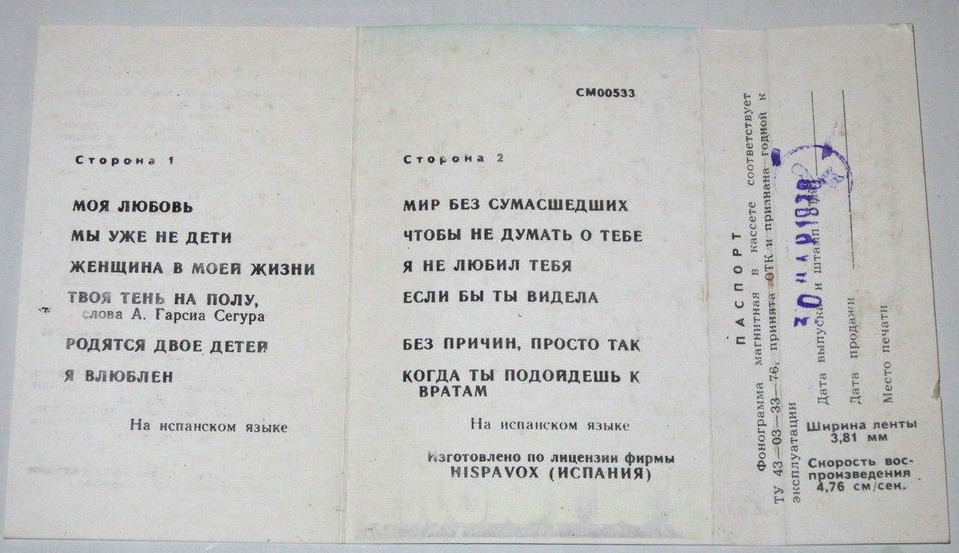 Сторона 1
МОЯ ЛЮБОВЬ
МЫ УЖЕ НЕ ДЕТИ
ЖЕНЩИНА В МОЕЙ ЖИЗНИ
ТВОЯ ТЕНЬ НА ПОЛУ,
слова А. Гарсиа Сегура
РОДЯТСЯ ДВОЕ ДЕТЕЙ
Я ВЛЮБЛЕН
На испанском языке
СМ00533
Сторона 2
МИР БЕЗ СУМАСШЕДШИХ
ЧТОБЫ НЕ ДУМАТЬ О ТЕБЕ
Я НЕ ЛЮБИЛ ТЕБЯ
ЕСЛИ БЫ ТЫ ВИДЕЛА
БЕЗ ПРИЧИН, ПРОСТО ТАК
КОГДА ТЫ ПОДОЙДЕШЬ К
ВРАТАМ
На испанском языке
Изготовлено по лицензии фирмы
HISPAVOX (ИСПАНИЯ)
ПАСПОРТ
Фонограмма магнитная в кассете соответствует
ТУ 43—03—33—76, принята ОТК и признана годной к
эксплуатации
Дата выпуска и штамп ОТК
30
Дата продажи
Место печати
Ширина ленты
3,81 мм
Скорость вос-
произведения
4,76 см/сек.